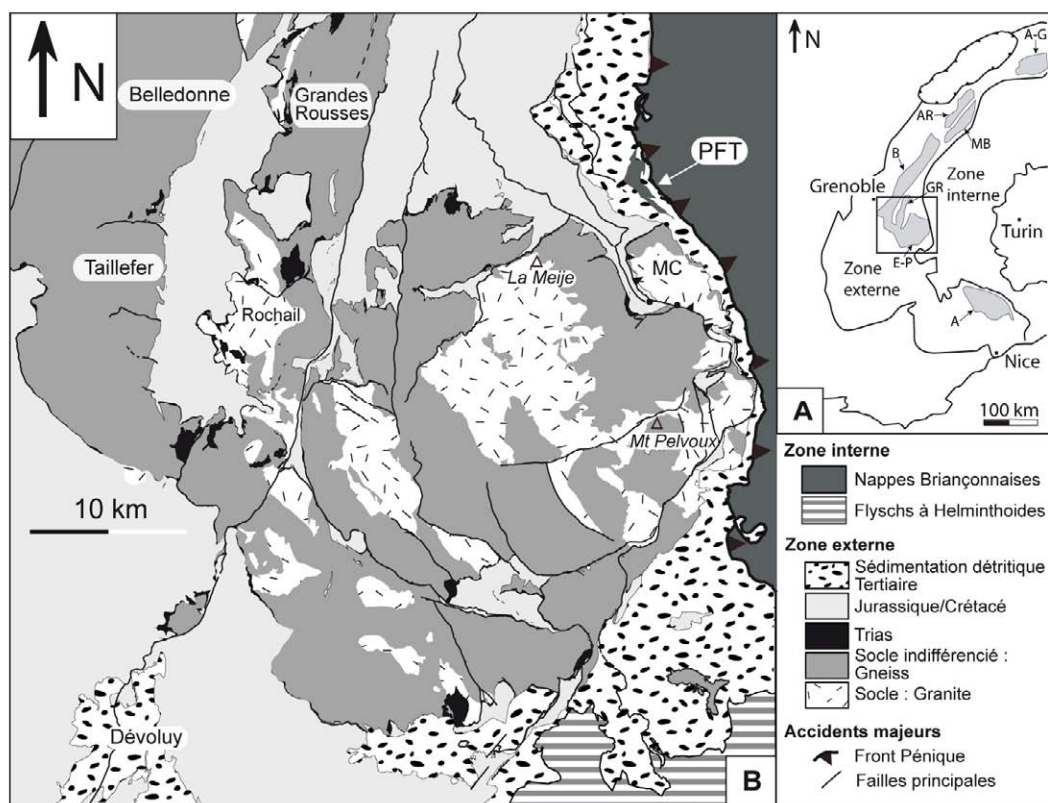 N
Belledonne
Grandes
Rousses
PFT
Taillefer
La Meije
MC
Rochail
Mt Pelvoux
10 km
Dévoluy
B
N
A-G
AR
MB
B
Grenoble
GR
Zone
interne
Turin
E-P
Zone
externe
A
Nice
A
100 km
Zone interne
Nappes Briançonnaises
Flyschs à Helminthoides
Zone externe
Sédimentation détritique
Tertiaire
Jurassique/Crétacé
Trias
Socle indifférencié :
Gneiss
Socle : Granite
Accidents majeurs
Front Pénique
Failles principales